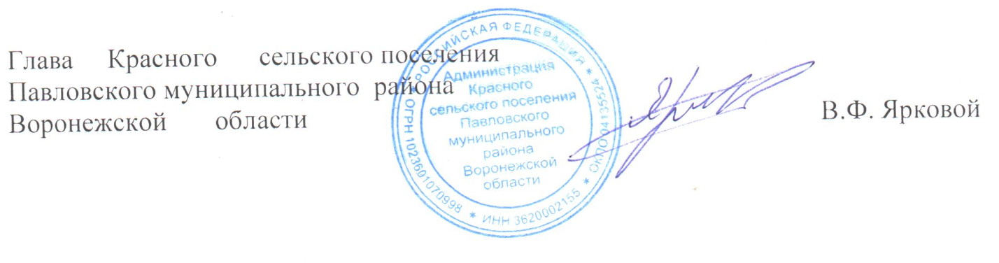 Глава Красного сельского поселения
Павловского муниципального района
Воронежской области
В.Ф. Ярковой
РОССИЙСКАЯ ФЕДЕРАЦИЯ * ОКПО 04135524 * ИНН 3620002155 * ОГРН 1023601070998 *
Администрация
Красного
сельского поселения
Павловского
муниципального
района
Воронежской
области